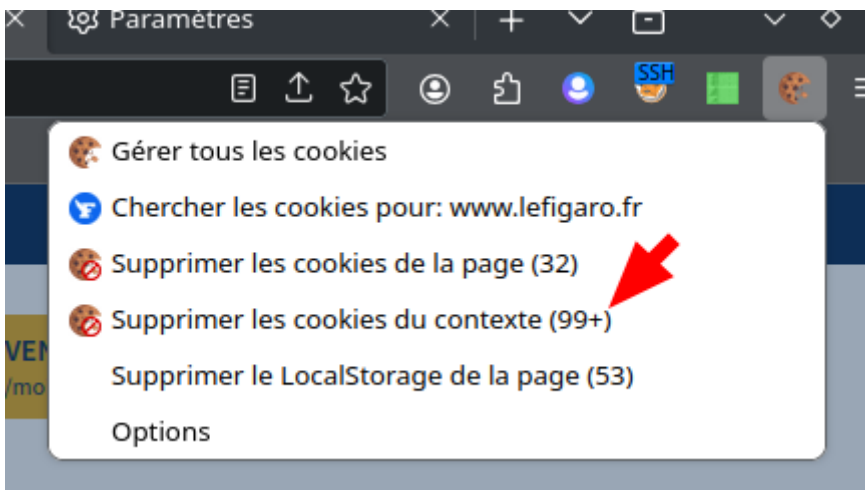 Paramètres
SSH
Gérer tous les cookies
Chercher les cookies pour: www.lefigaro.fr
Supprimer les cookies de la page (32)
Supprimer les cookies du contexte (99+)
VEN
/mo
Supprimer le LocalStorage de la page (53)
Options